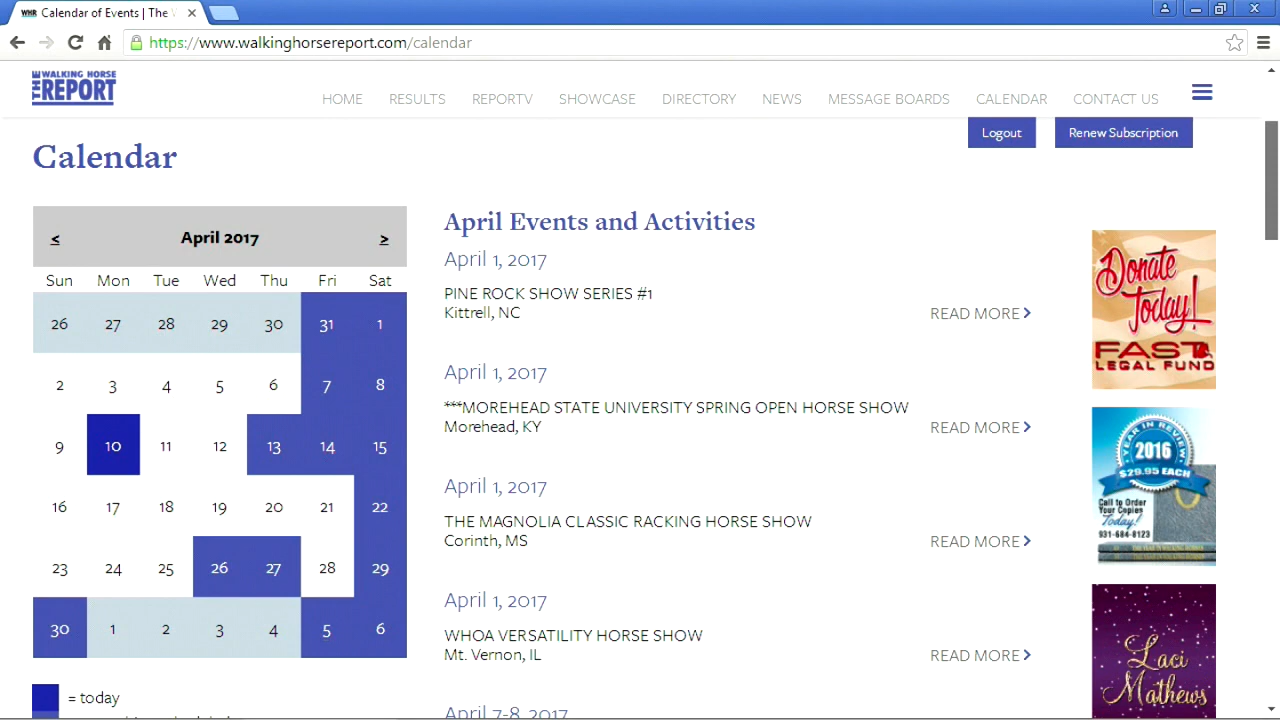 WHR Calendar of Events | The
https://www.walkinghorsereport.com/calendar
THE WALKING HORSE REPORT
HOME RESULTS REPORTV SHOWCASE DIRECTORY NEWS MESSAGE BOARDS CALENDAR CONTACT US
Logout Renew Subscription
Calendar
< April 2017 >
Sun Mon Tue Wed Thu Fri Sat
26 27 28 29 30 31 1
2 3 4 5 6 7 8
9 10 11 12 13 14 15
16 17 18 19 20 21 22
23 24 25 26 27 28 29
30 1 2 3 4 5 6
= today
April Events and Activities
April 1, 2017
PINE ROCK SHOW SERIES #1
Kittrell, NC
READ MORE >
April 1, 2017
***MOREHEAD STATE UNIVERSITY SPRING OPEN HORSE SHOW
Morehead, KY
READ MORE >
April 1, 2017
THE MAGNOLIA CLASSIC RACKING HORSE SHOW
Corinth, MS
READ MORE >
April 1, 2017
WHOA VERSATILITY HORSE SHOW
Mt. Vernon, IL
READ MORE >
April 7-8, 2017
Donate
Today!
FAST
LEGAL FUND
YEAR IN REVIEW
2016
$29.95 EACH
Call to Order
Your Copies
Today!
931-684-8123
Laci
Mathews